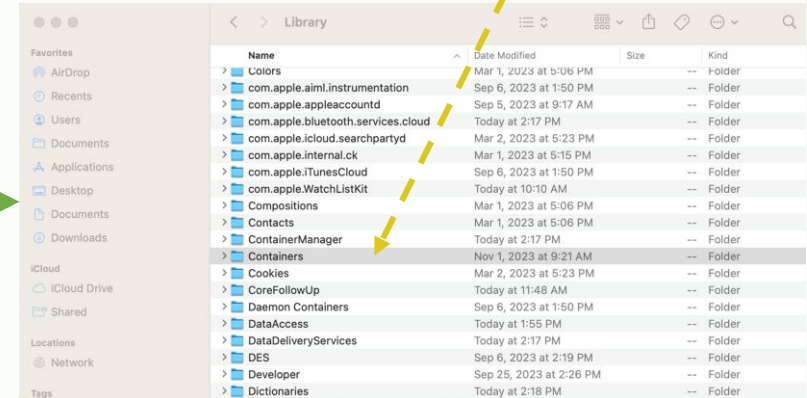 Library
Favorites
AirDrop
Recents
Users
Documents
Applications
Desktop
Documents
Downloads
iCloud
iCloud Drive
Shared
Locations
Network
Tags
Name Date Modified Size Kind
Colors Mar 1, 2023 at 5:06 PM -- Folder
com.apple.aiml.instrumentation Sep 6, 2023 at 1:50 PM -- Folder
com.apple.appleaccountd Sep 5, 2023 at 9:17 AM -- Folder
com.apple.bluetooth.services.cloud Today at 2:17 PM -- Folder
com.apple.icloud.searchpartyd Mar 2, 2023 at 5:23 PM -- Folder
com.apple.internal.ck Mar 1, 2023 at 5:15 PM -- Folder
com.apple.iTunesCloud Sep 6, 2023 at 1:50 PM -- Folder
com.apple.WatchListKit Today at 10:10 AM -- Folder
Compositions Mar 1, 2023 at 5:06 PM -- Folder
Contacts Mar 1, 2023 at 5:06 PM -- Folder
ContainerManager Today at 2:17 PM -- Folder
Containers Nov 1, 2023 at 9:21 AM -- Folder
Cookies Mar 2, 2023 at 5:23 PM -- Folder
CoreFollowUp Today at 11:48 AM -- Folder
Daemon Containers Sep 6, 2023 at 1:50 PM -- Folder
DataAccess Today at 1:55 PM -- Folder
DataDeliveryServices Today at 2:17 PM -- Folder
DES Sep 6, 2023 at 2:19 PM -- Folder
Developer Sep 25, 2023 at 2:26 PM -- Folder
Dictionaries Today at 2:18 PM -- Folder